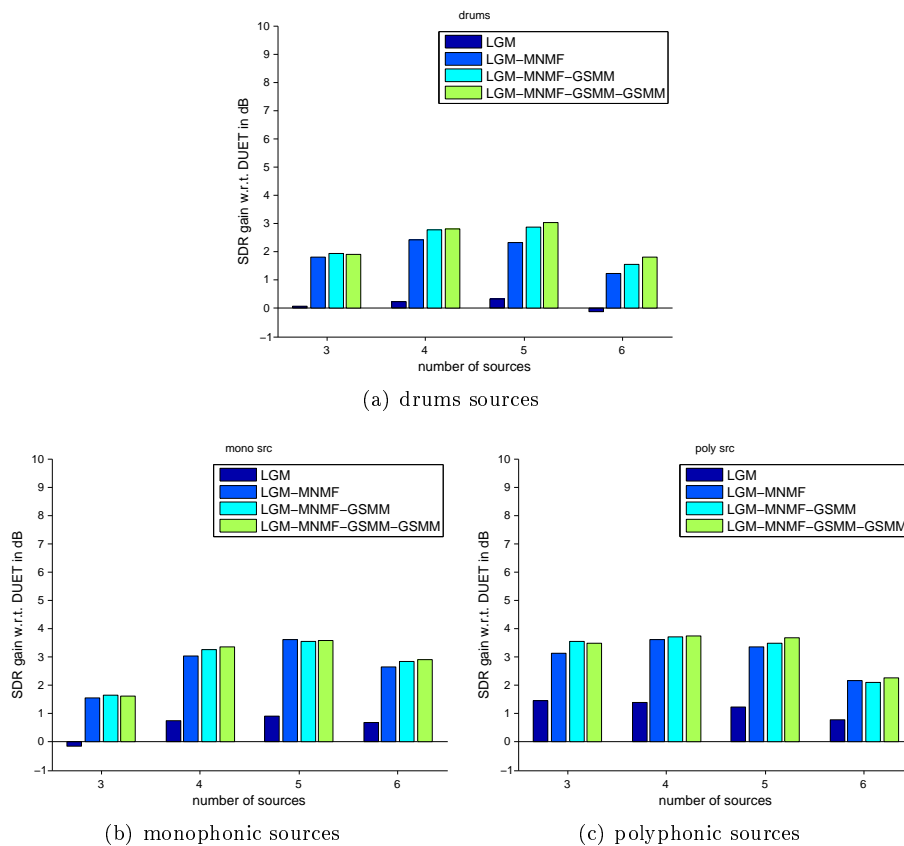 drums
LGM
LGM−MNMF
LGM−MNMF−GSMM
LGM−MNMF−GSMM−GSMM
SDR gain w.r.t. DUET in dB
10
9
8
7
6
5
4
3
2
1
0
−1
3 4 5 6
number of sources
(a) drums sources
mono src
LGM
LGM−MNMF
LGM−MNMF−GSMM
LGM−MNMF−GSMM−GSMM
SDR gain w.r.t. DUET in dB
10
9
8
7
6
5
4
3
2
1
0
−1
3 4 5 6
number of sources
(b) monophonic sources
poly src
LGM
LGM−MNMF
LGM−MNMF−GSMM
LGM−MNMF−GSMM−GSMM
SDR gain w.r.t. DUET in dB
10
9
8
7
6
5
4
3
2
1
0
−1
3 4 5 6
number of sources
(c) polyphonic sources